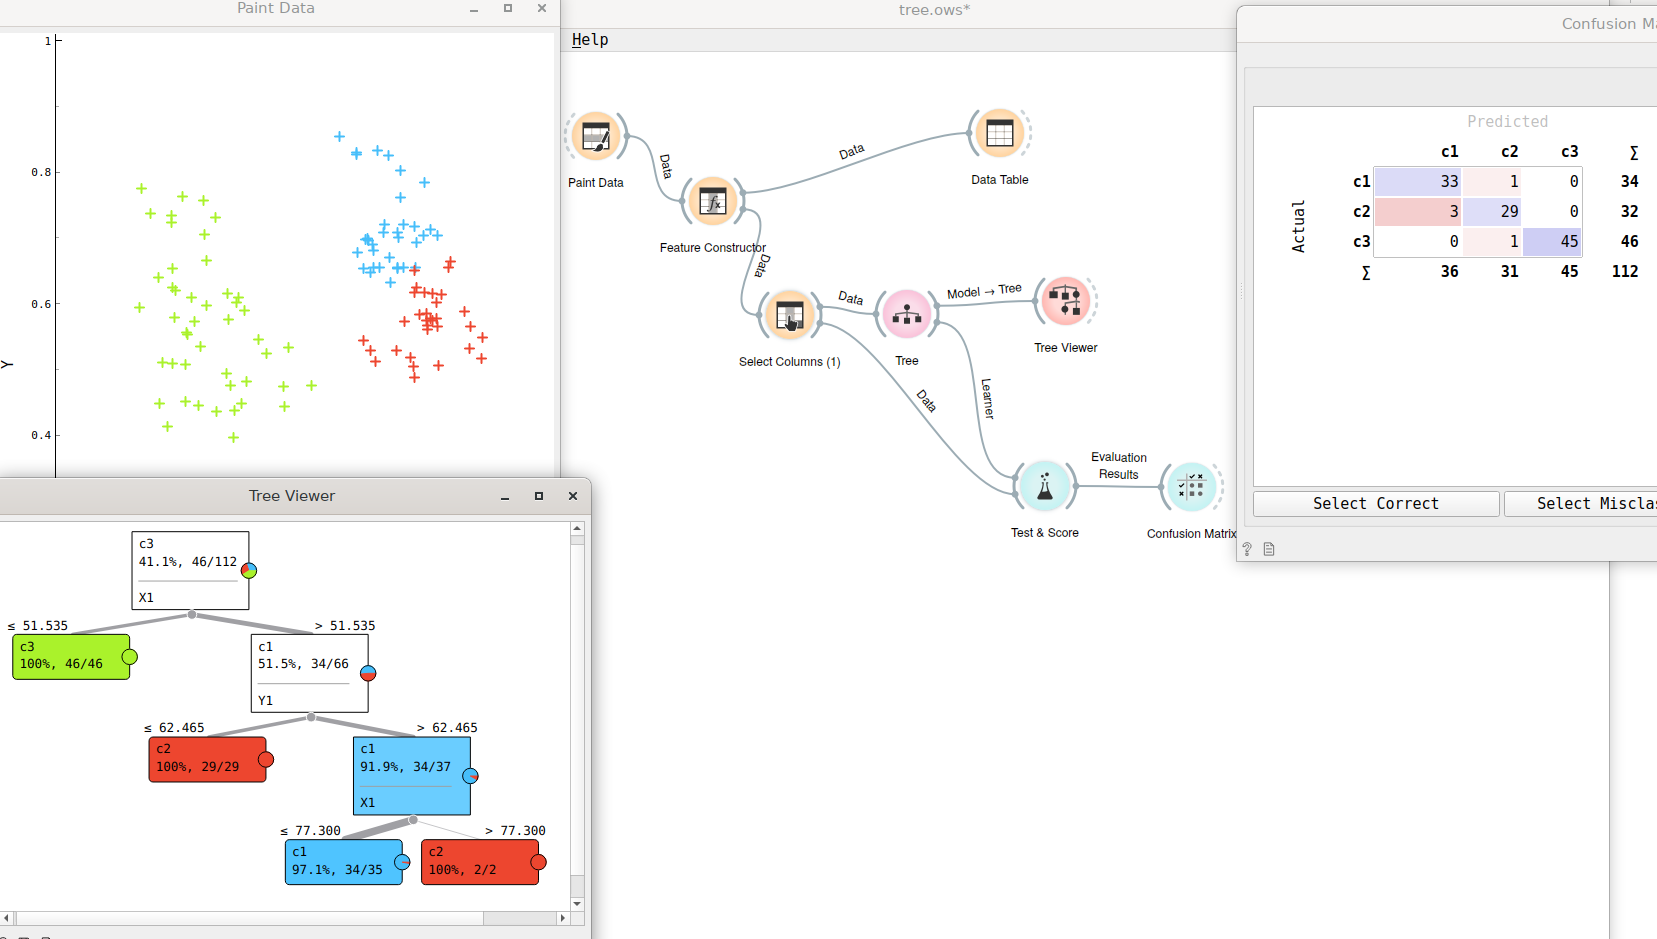 Paint Data
1
0.8
0.6
0.4
Y
tree.ows*
Help
Paint Data
Data
Feature Constructor
Data
Data Table
Data
Select Columns (1)
Data
Tree
Model → Tree
Tree Viewer
Data
Learner
Test & Score
Evaluation
Results
Confusion Matrix
Confusion Ma
Predicted
c1 c2 c3 Σ
c1 33 1 0 34
c2 3 29 0 32
c3 0 1 45 46
Σ 36 31 45 112
Actual
Select Correct
Select Misclas
?
Tree Viewer
c3
41.1%, 46/112
X1
≤ 51.535
> 51.535
c3
100%, 46/46
c1
51.5%, 34/66
Y1
≤ 62.465
> 62.465
c2
100%, 29/29
c1
91.9%, 34/37
X1
≤ 77.300
> 77.300
c1
97.1%, 34/35
c2
100%, 2/2